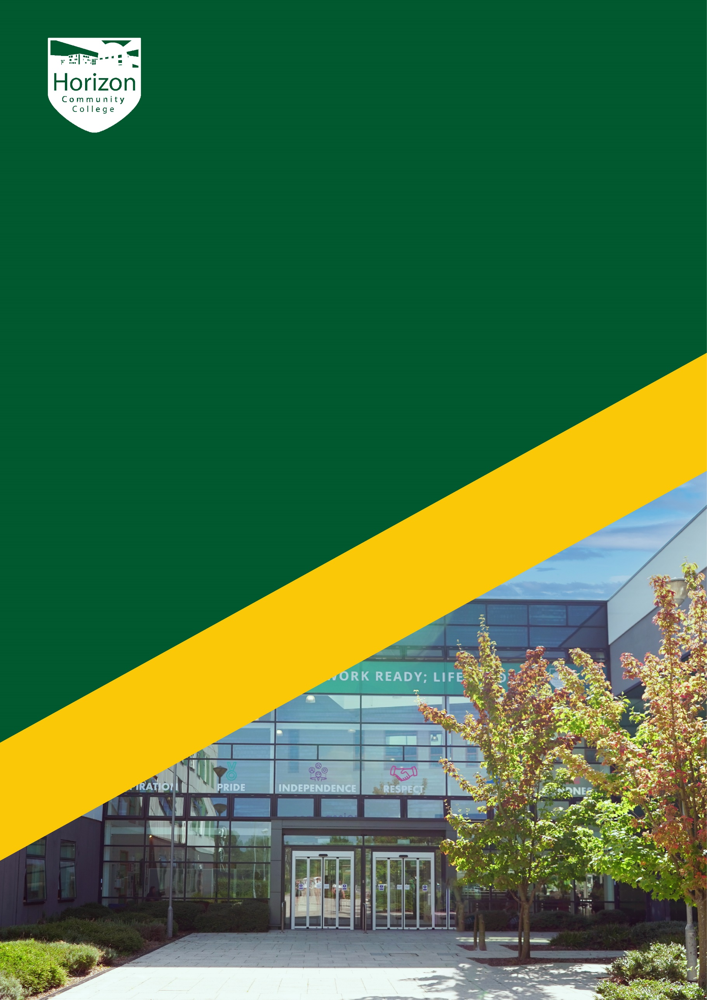 Horizon
Community
College
WORK READY; LIFE
PRIDE
INDEPENDENCE
RESPECT